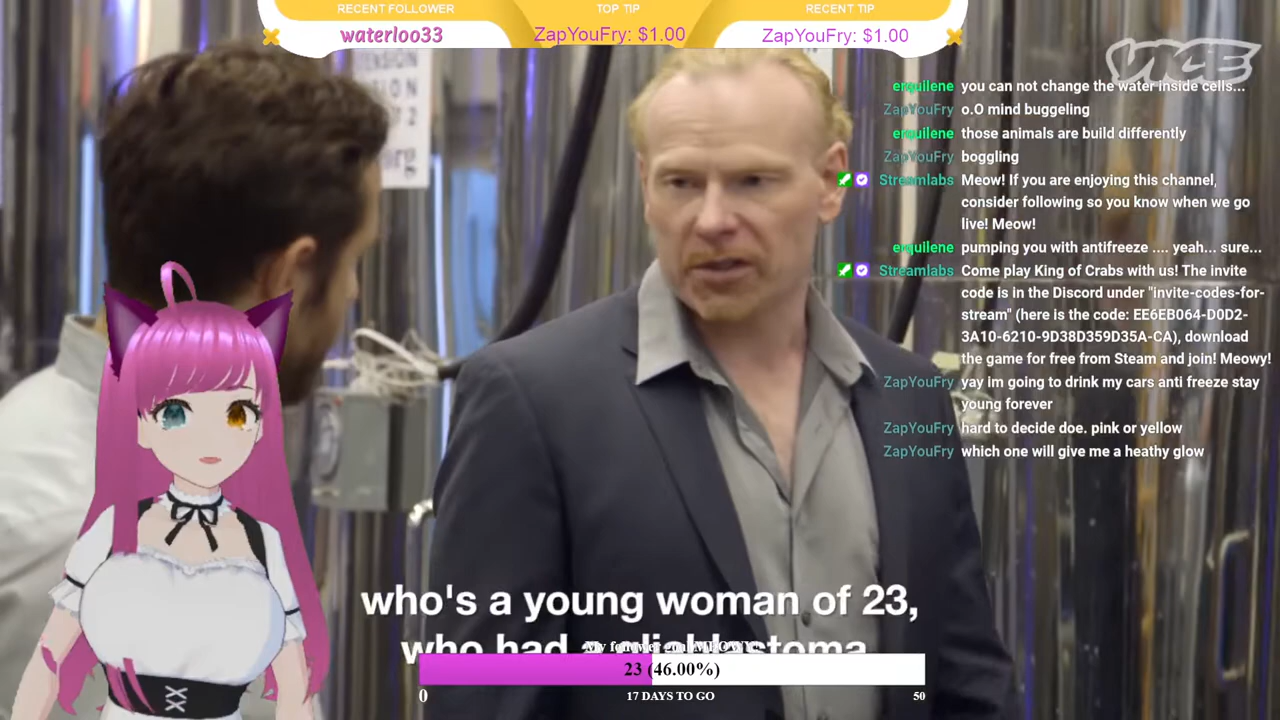 RECENT FOLLOWER
TOP TIP
RECENT TIP
waterloo33
ZapYouFry: $1.00
ZapYouFry: $1.00
VICE
erquilene you can not change the water inside cells...
ZapYouFry o.O mind buggeling
erquilene those animals are build differently
ZapYouFry boggling
Streamlabs Meow! If you are enjoying this channel,
consider following so you know when we go
live! Meow!
erquilene pumping you with antifreeze .... yeah... sure...
Streamlabs Come play King of Crabs with us! The invite
code is in the Discord under "invite-codes-for-
stream" (here is the code: EE6EB064-D0D2-
3A10-6210-9D38D359D35A-CA), download
the game for free from Steam and join! Meowy!
ZapYouFry yay im going to drink my cars anti freeze stay
young forever
ZapYouFry hard to decide doe. pink or yellow
ZapYouFry which one will give me a heathy glow
who's a young woman of 23,
who had
My follower
23 (46.00%)
0
17 DAYS TO GO
50